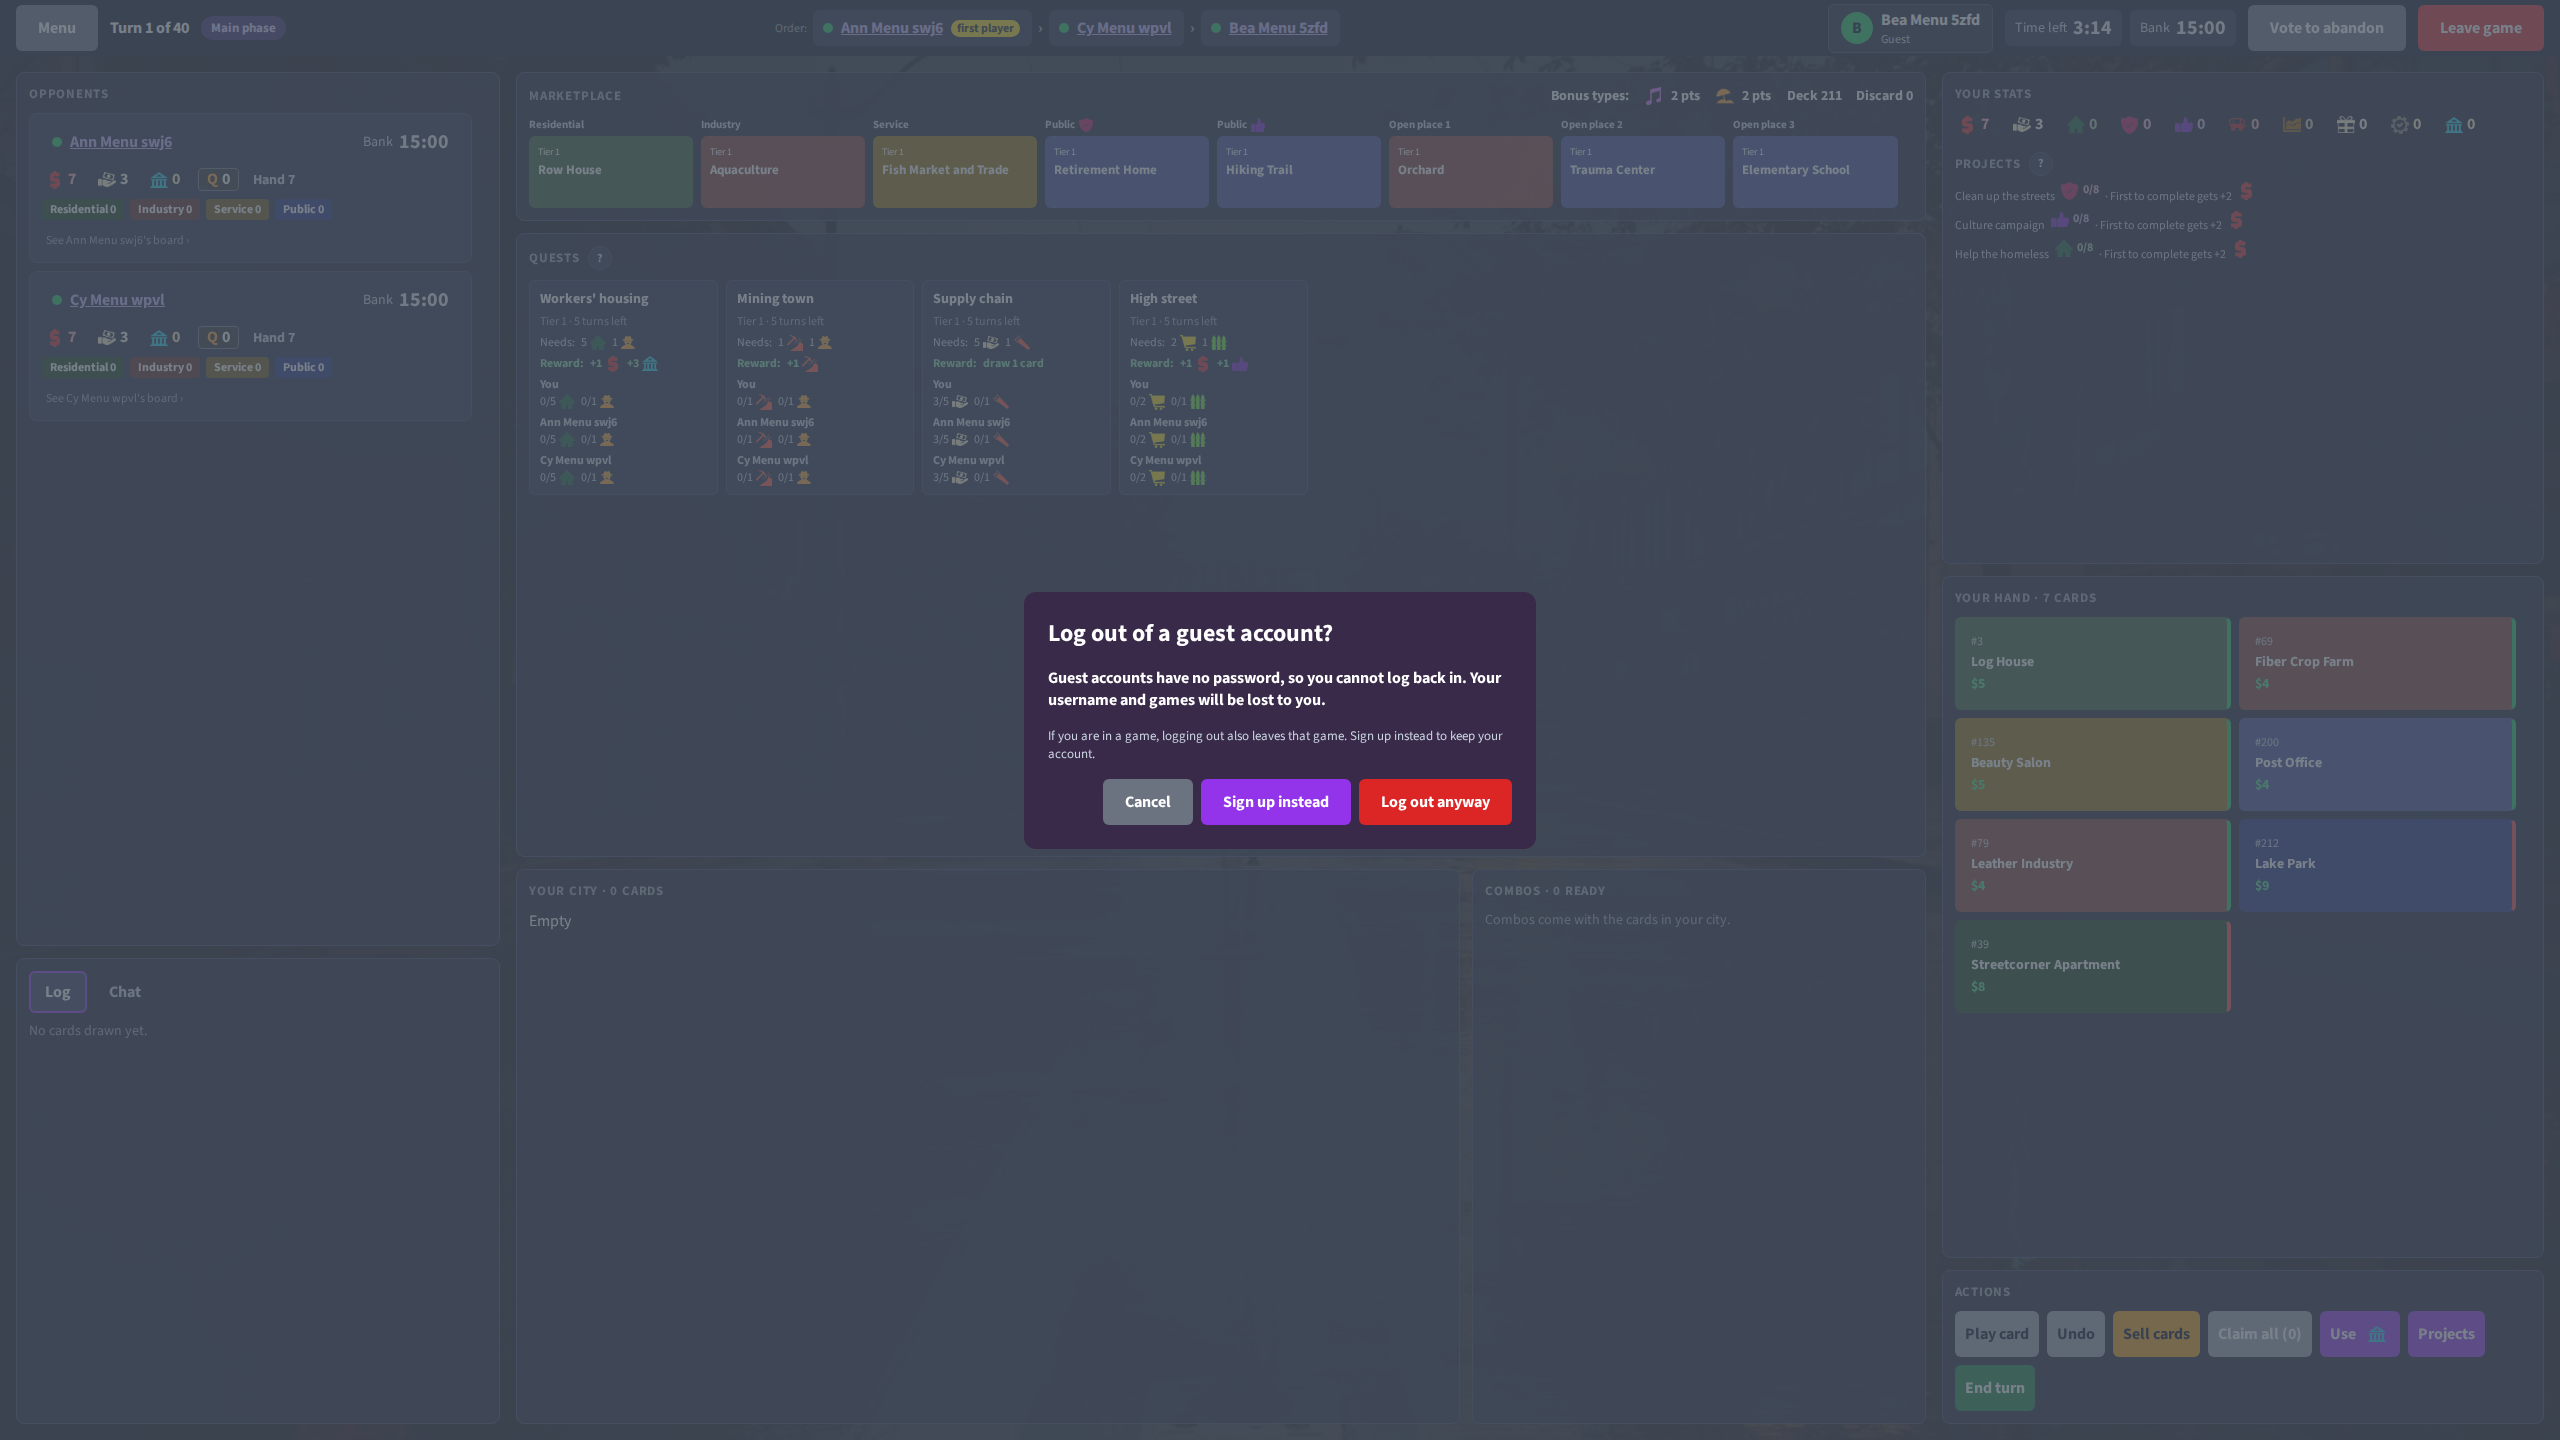 Menu
Turn 1 of 40
Main phase
Order:
Ann Menu swj6 first player › Cy Menu wpvl › Bea Menu 5zfd
B
Bea Menu 5zfd
Guest
Time left 3:14
Bank 15:00
Vote to abandon
Leave game
OPPONENTS
Ann Menu swj6
Bank 15:00
7 3 0 Q 0 Hand 7
Residential 0 Industry 0 Service 0 Public 0
See Ann Menu swj6's board ›
Cy Menu wpvl
Bank 15:00
7 3 0 Q 0 Hand 7
Residential 0 Industry 0 Service 0 Public 0
See Cy Menu wpvl's board ›
Log
Chat
No cards drawn yet.
MARKETPLACE
Bonus types: 2 pts 2 pts Deck 211 Discard 0
Residential
Tier 1
Row House
Industry
Tier 1
Aquaculture
Service
Tier 1
Fish Market and Trade
Public
Tier 1
Retirement Home
Public
Tier 1
Hiking Trail
Open place 1
Tier 1
Orchard
Open place 2
Tier 1
Trauma Center
Open place 3
Tier 1
Elementary School
QUESTS ?
Workers' housing
Tier 1 · 5 turns left
Needs: 5 1
Reward: +1 $ +3
You
0/5 0/1
Ann Menu swj6
0/5 0/1
Cy Menu wpvl
0/5 0/1
Mining town
Tier 1 · 5 turns left
Needs: 1 1
Reward: +1
You
0/1 0/1
Ann Menu swj6
0/1 0/1
Cy Menu wpvl
0/1 0/1
Supply chain
Tier 1 · 5 turns left
Needs: 5 1
Reward: draw 1 card
You
3/5 0/1
Ann Menu swj6
3/5 0/1
Cy Menu wpvl
3/5 0/1
High street
Tier 1 · 5 turns left
Needs: 2 1
Reward: +1 $ +1
You
0/2 0/1
Ann Menu swj6
0/2 0/1
Cy Menu wpvl
0/2 0/1
Log out of a guest account?
Guest accounts have no password, so you cannot log back in. Your
username and games will be lost to you.
If you are in a game, logging out also leaves that game. Sign up instead to keep your
account.
Cancel
Sign up instead
Log out anyway
YOUR CITY · 0 CARDS
Empty
COMBOS · 0 READY
Combos come with the cards in your city.
YOUR STATS
$ 7 3 0 0 0 0 0 0 0 0
PROJECTS ?
Clean up the streets 0/8 · First to complete gets +2 $
Culture campaign 0/8 · First to complete gets +2 $
Help the homeless 0/8 · First to complete gets +2 $
YOUR HAND · 7 CARDS
#3
Log House
$5
#69
Fiber Crop Farm
$4
#135
Beauty Salon
$5
#200
Post Office
$4
#79
Leather Industry
$4
#212
Lake Park
$9
#39
Streetcorner Apartment
$8
ACTIONS
Play card
Undo
Sell cards
Claim all (0)
Use
Projects
End turn